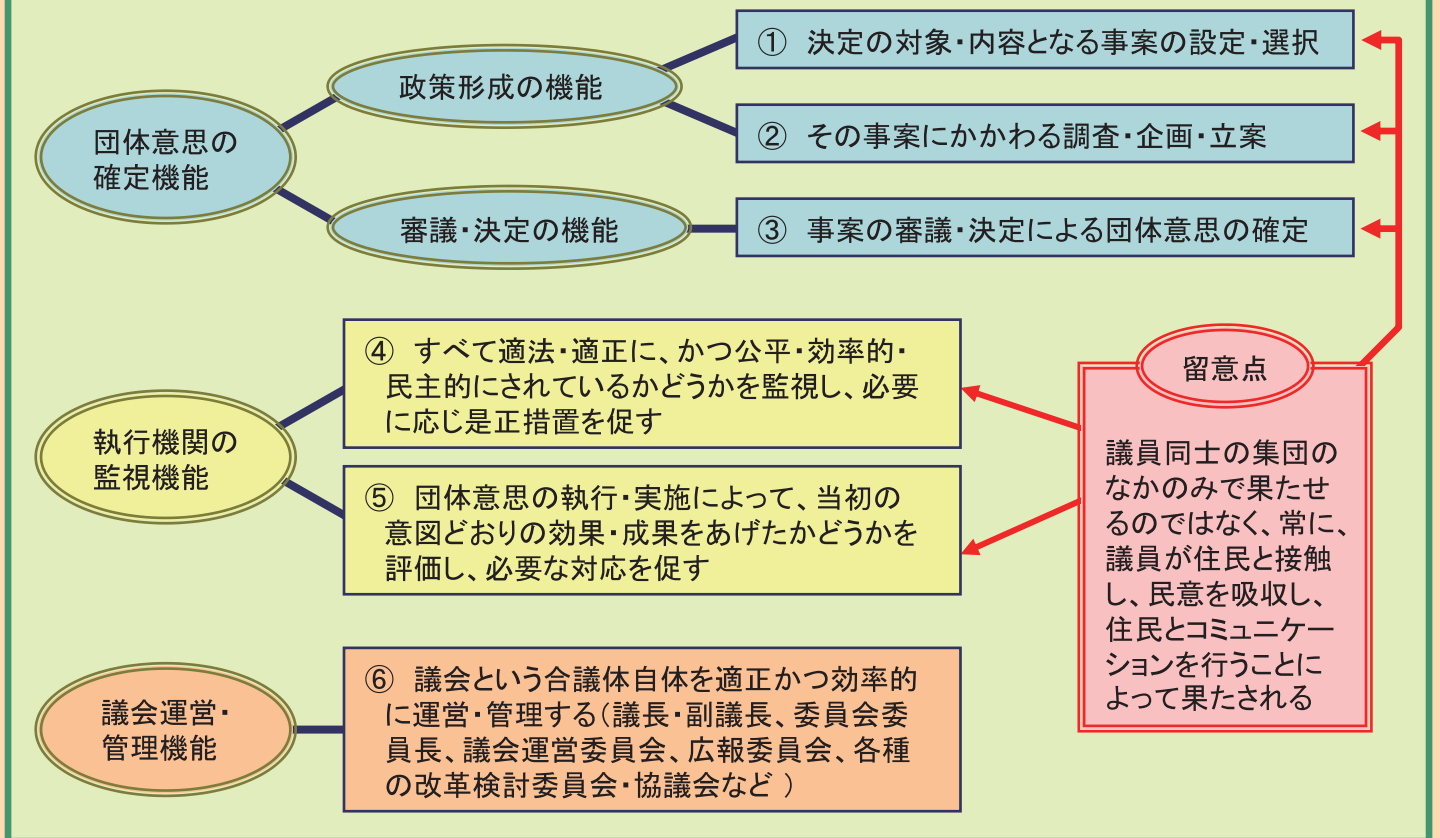 団体意思の
確定機能
政策形成の機能
① 決定の対象・内容となる事案の設定・選択
② その事案にかかわる調査・企画・立案
審議・決定の機能
③ 事案の審議・決定による団体意思の確定
執行機関の
監視機能
④ すべて適法・適正に、かつ公平・効率的・
民主的にされているかどうかを監視し、必要
に応じ是正措置を促す
⑤ 団体意思の執行・実施によって、当初の
意図どおりの効果・成果をあげたかどうかを
評価し、必要な対応を促す
留意点
議員同士の集団の
なかのみで果たせ
るのではなく、常に、
議員が住民と接触
し、民意を吸収し、
住民とコミュニケー
ションを行うことに
よって果たされる
議会運営・
管理機能
⑥ 議会という合議体自体を適正かつ効率的
に運営・管理する(議長・副議長、委員会委
員長、議会運営委員会、広報委員会、各種
の改革検討委員会・協議会など )